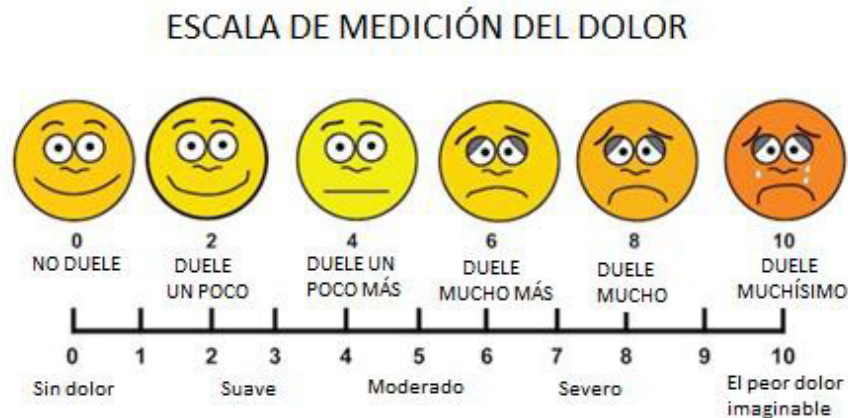 ESCALA DE MEDICIÓN DEL DOLOR
0
NO DUELE
2
DUELE
UN POCO
4
DUELE UN
POCO MÁS
6
DUELE
MUCHO MÁS
8
DUELE
MUCHO
10
DUELE
MUCHÍSIMO
0 1 2 3 4 5 6 7 8 9 10
Sin dolor
Suave
Moderado
Severo
El peor dolor
imaginable